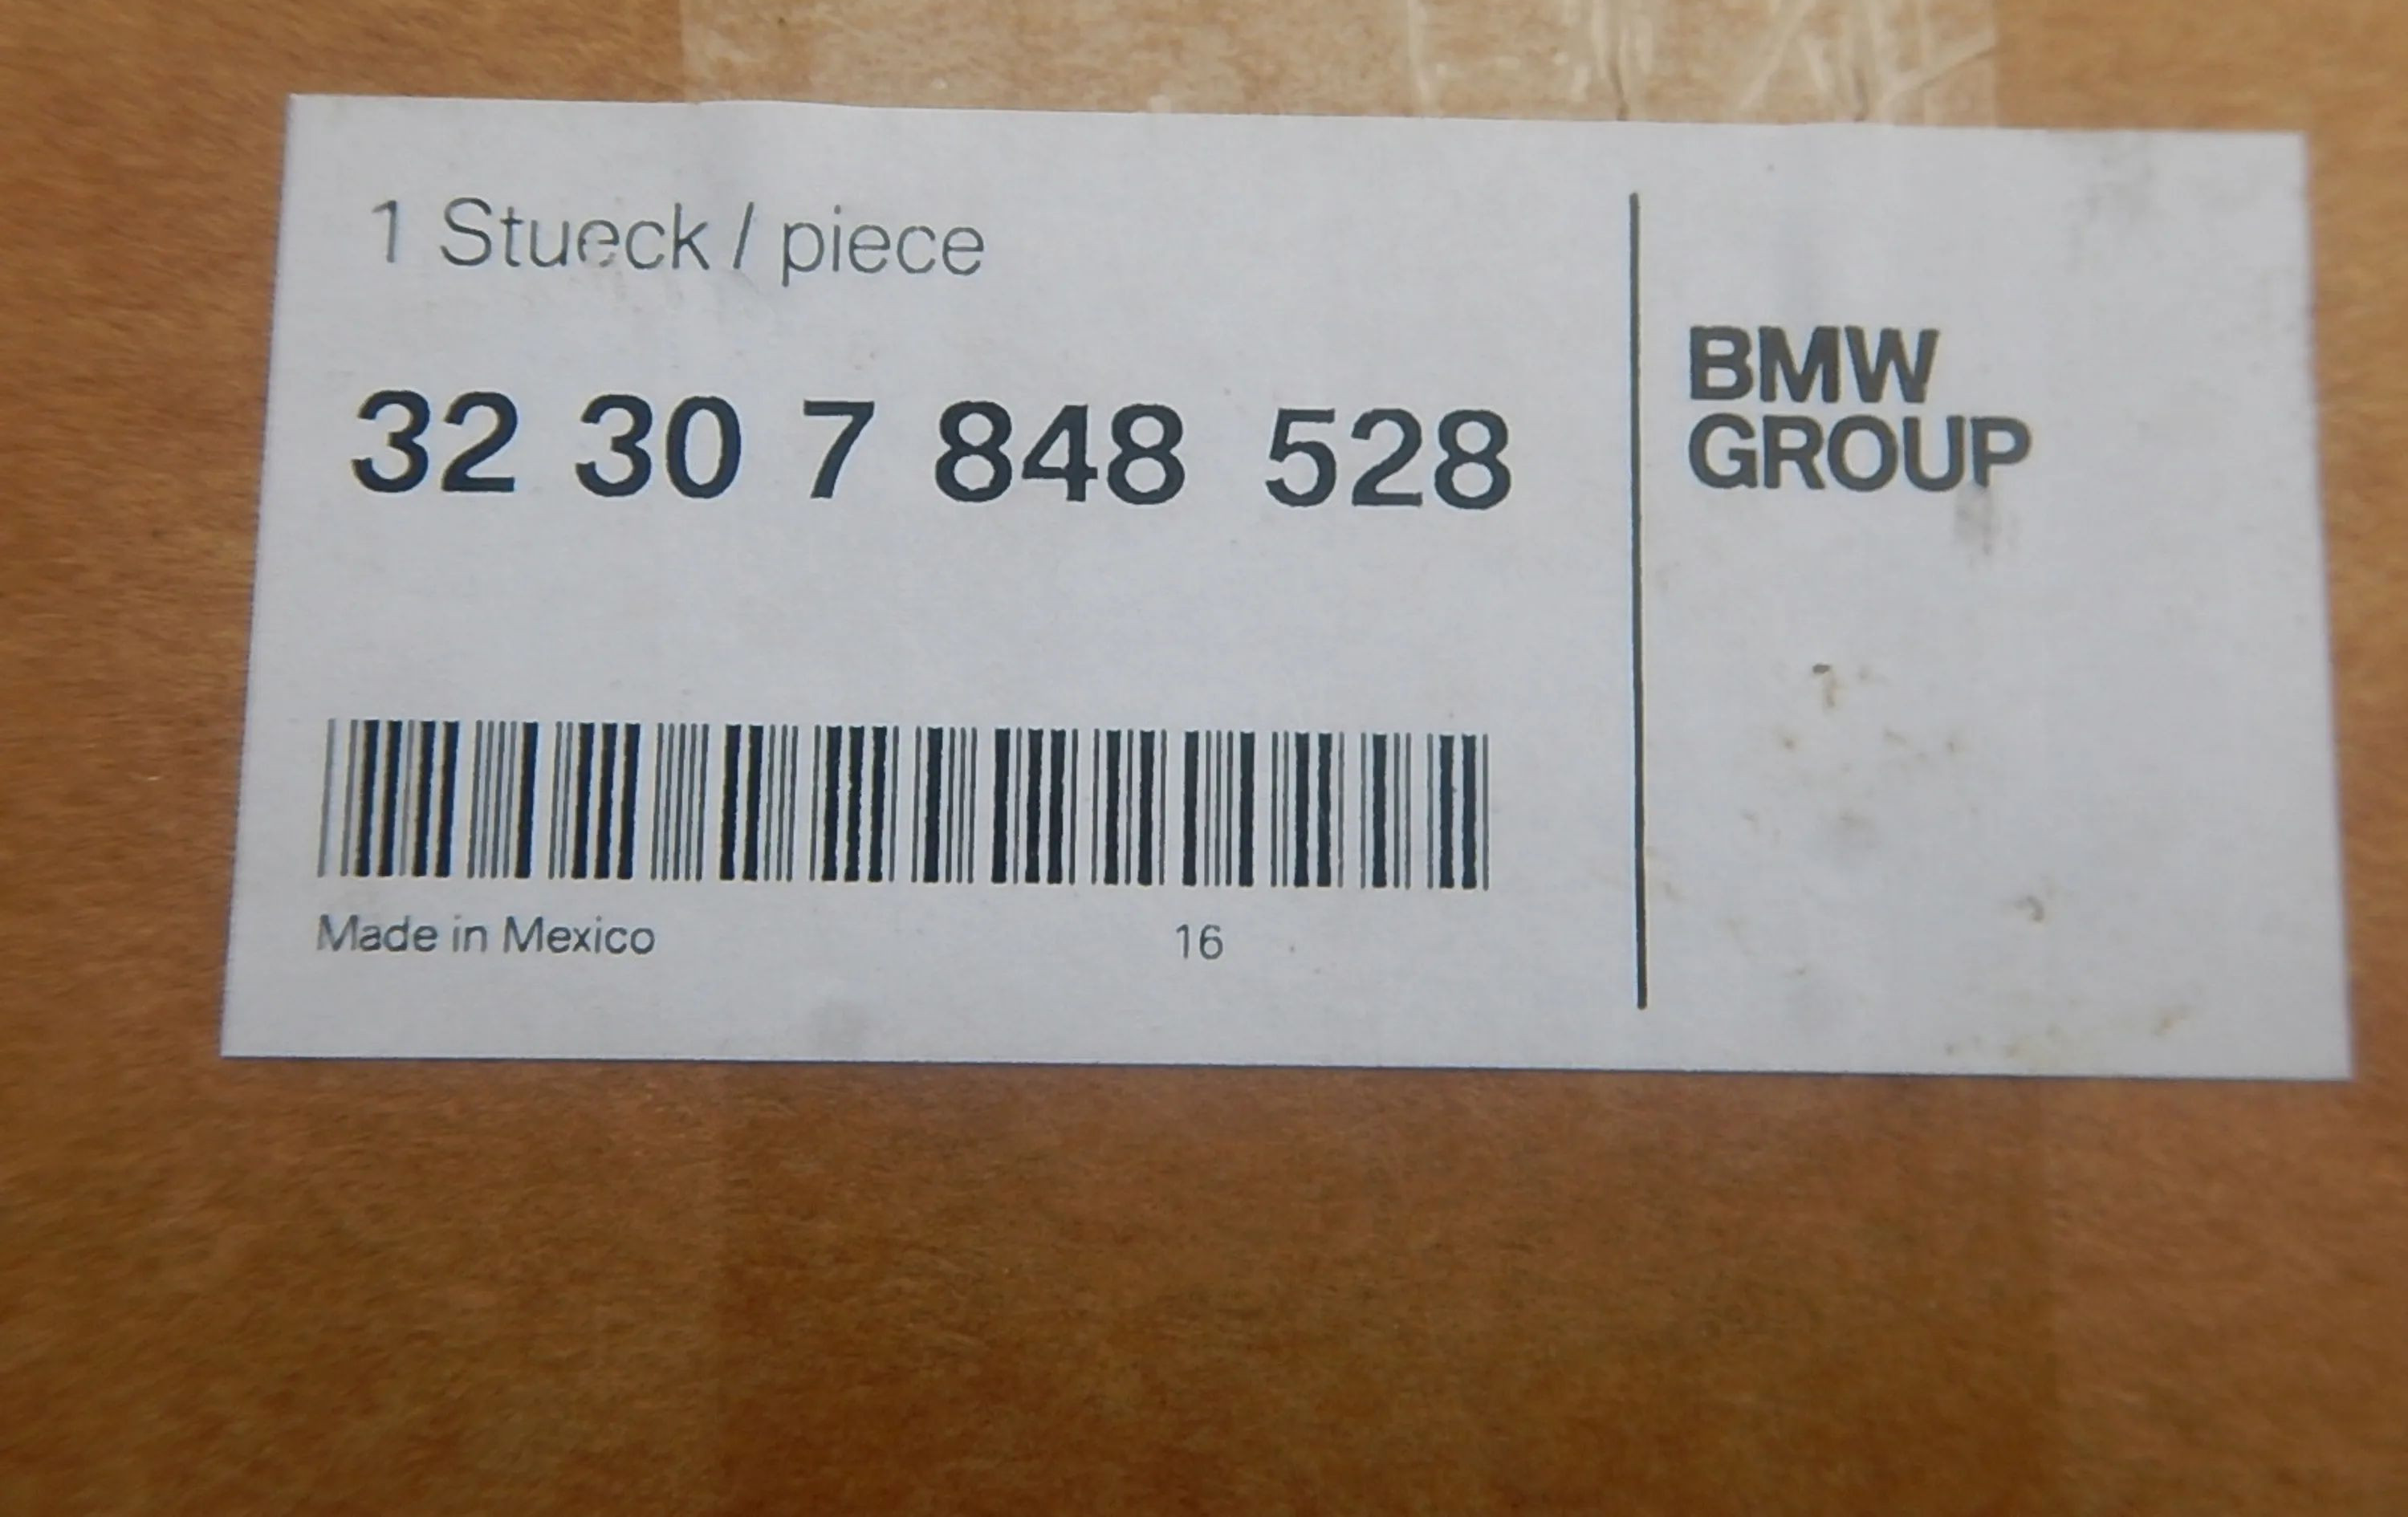 1 Stueck / piece
32 30 7 848 528
Made in Mexico 16
BMW
GROUP